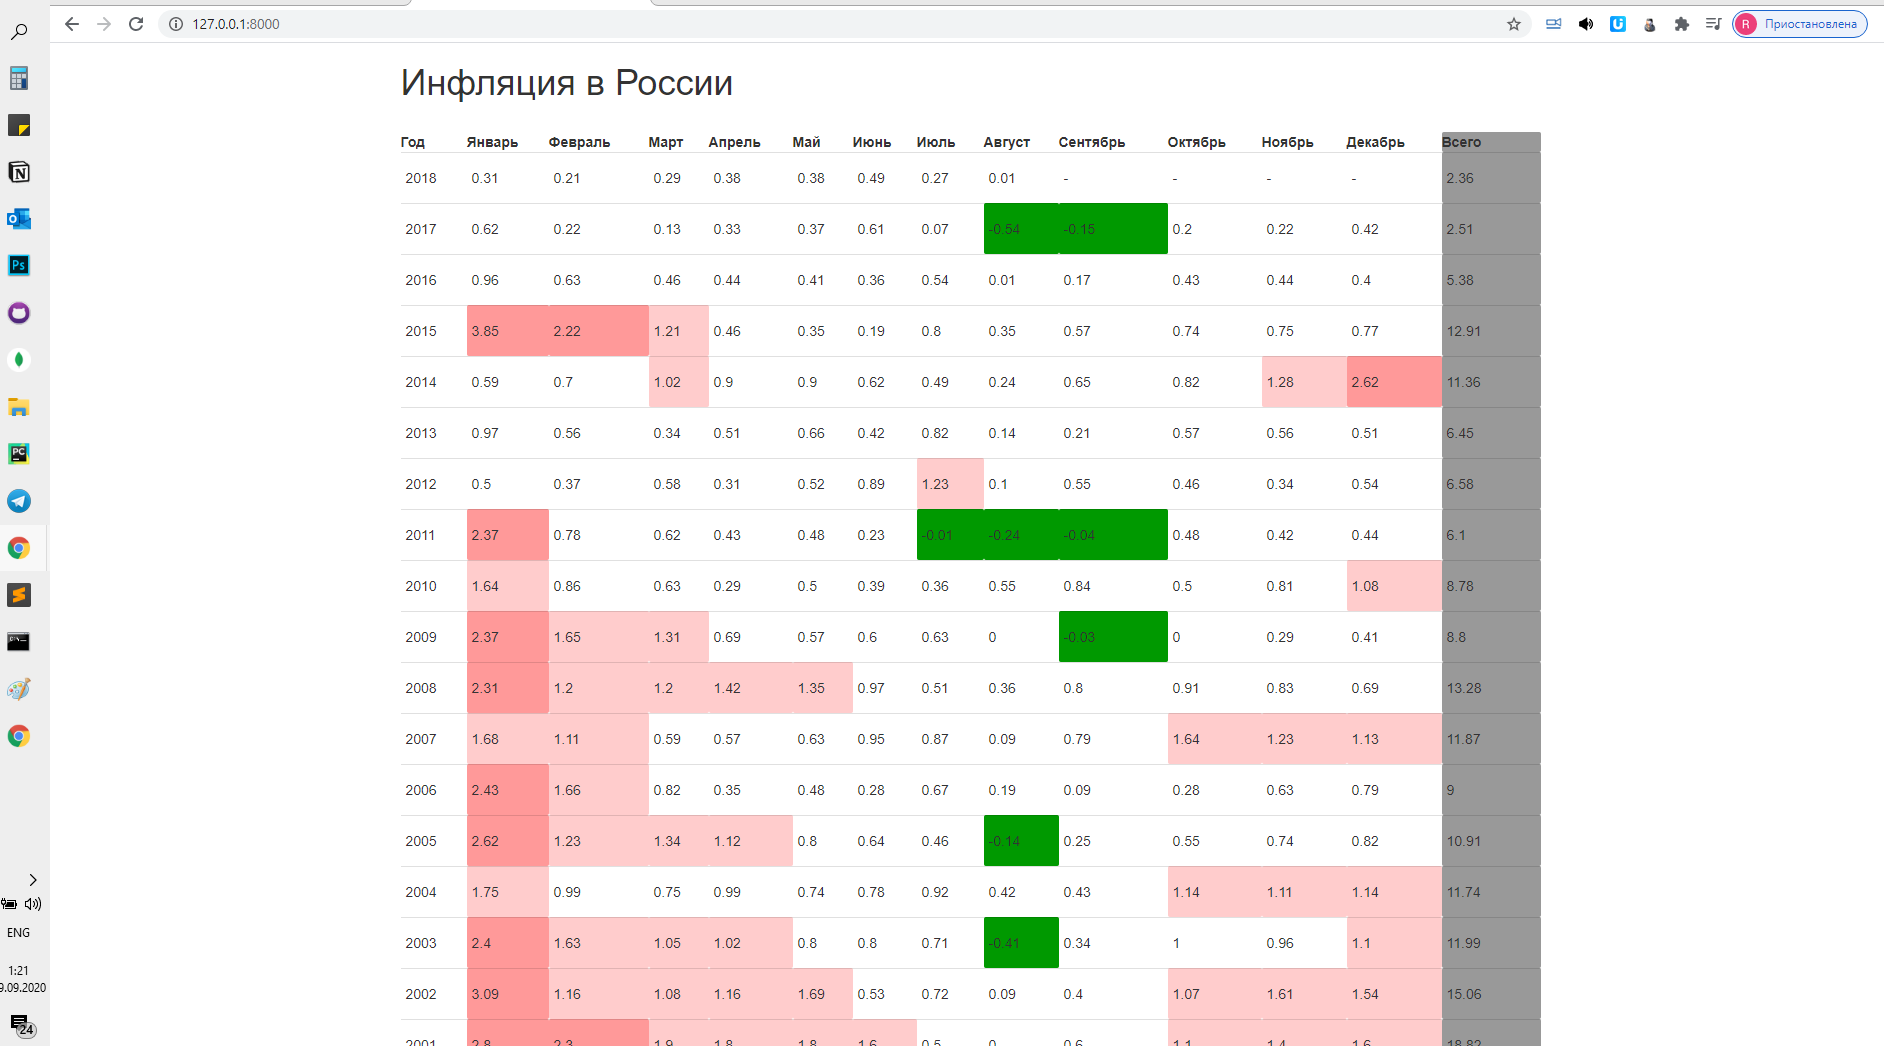 127.0.0.1:8000
Приостановлена
R
Инфляция в России
Год Январь Февраль Март Апрель Май Июнь Июль Август Сентябрь Октябрь Ноябрь Декабрь Всего
2018 0.31 0.21 0.29 0.38 0.38 0.49 0.27 0.01 - - - - 2.36
2017 0.62 0.22 0.13 0.33 0.37 0.61 0.07 -0.54 -0.15 0.2 0.22 0.42 2.51
2016 0.96 0.63 0.46 0.44 0.41 0.36 0.54 0.01 0.17 0.43 0.44 0.4 5.38
2015 3.85 2.22 1.21 0.46 0.35 0.19 0.8 0.35 0.57 0.74 0.75 0.77 12.91
2014 0.59 0.7 1.02 0.9 0.9 0.62 0.49 0.24 0.65 0.82 1.28 2.62 11.36
2013 0.97 0.56 0.34 0.51 0.66 0.42 0.82 0.14 0.21 0.57 0.56 0.51 6.45
2012 0.5 0.37 0.58 0.31 0.52 0.89 1.23 0.1 0.55 0.46 0.34 0.54 6.58
2011 2.37 0.78 0.62 0.43 0.48 0.23 -0.01 -0.24 -0.04 0.48 0.42 0.44 6.1
2010 1.64 0.86 0.63 0.29 0.5 0.39 0.36 0.55 0.84 0.5 0.81 1.08 8.78
2009 2.37 1.65 1.31 0.69 0.57 0.6 0.63 0 -0.03 0 0.29 0.41 8.8
2008 2.31 1.2 1.2 1.42 1.35 0.97 0.51 0.36 0.8 0.91 0.83 0.69 13.28
2007 1.68 1.11 0.59 0.57 0.63 0.95 0.87 0.09 0.79 1.64 1.23 1.13 11.87
2006 2.43 1.66 0.82 0.35 0.48 0.28 0.67 0.19 0.09 0.28 0.63 0.79 9
2005 2.62 1.23 1.34 1.12 0.8 0.64 0.46 -0.14 0.25 0.55 0.74 0.82 10.91
2004 1.75 0.99 0.75 0.99 0.74 0.78 0.92 0.42 0.43 1.14 1.11 1.14 11.74
2003 2.4 1.63 1.05 1.02 0.8 0.8 0.71 -0.41 0.34 1 0.96 1.1 11.99
2002 3.09 1.16 1.08 1.16 1.69 0.53 0.72 0.09 0.4 1.07 1.61 1.54 15.06
2001 2.8 2.3 1.9 1.8 1.8 1.6 0.5 0 0.6 1.1 1.4 1.6 18.82
Ps
PC
ENG
1:21
9.09.2020
24